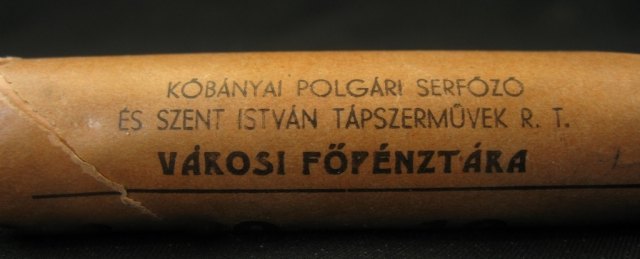 KŐBÁNYAI POLGÁRI SERFŐZŐ
ÉS SZENT ISTVÁN TÁPSZERMŰVEK R. T.
VÁROSI FŐPÉNZTÁRA